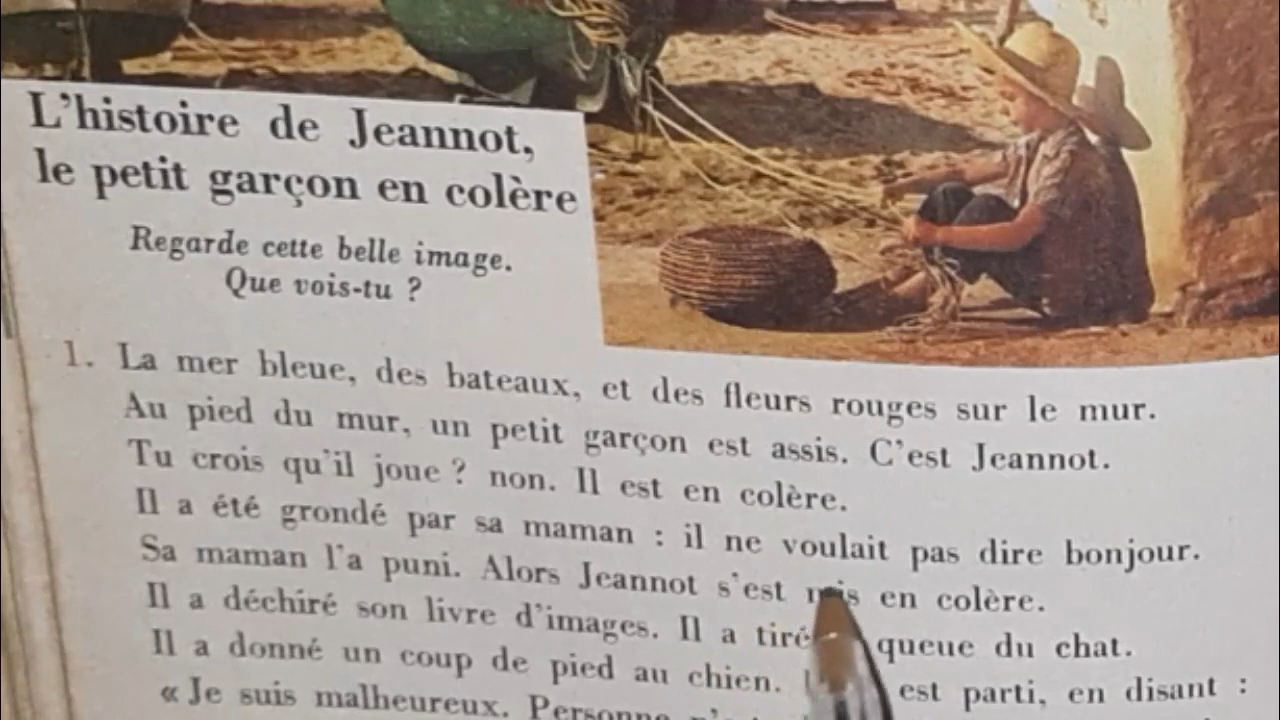 L'histoire de Jeannot,
le petit garçon en colère
Regarde cette belle image.
Que vois-tu ?
1. La mer bleue, des bateaux, et des fleurs rouges sur le mur.
Au pied du mur, un petit garçon est assis. C'est Jeannot.
Tu crois qu'il joue ? non. Il est en colère.
Il a été grondé par sa maman : il ne voulait pas dire bonjour.
Sa maman l'a puni. Alors Jeannot s'est mis en colère.
Il a déchiré son livre d'images. Il a tiré queue du chat.
Il a donné un coup de pied au chien. est parti, en disant :
« Je suis malheureux. Personne